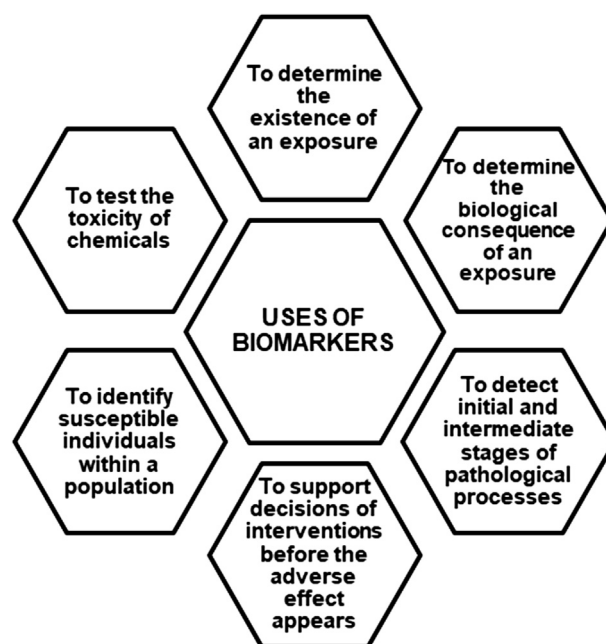 To determine
the
existence of
an exposure
To determine
the
biological
consequence
of an
exposure
To detect
initial and
intermediate
stages of
pathological
processes
To support
decisions of
interventions
before the
adverse
effect
appears
To identify
susceptible
individuals
within a
population
To test the
toxicity of
chemicals
USES OF
BIOMARKERS